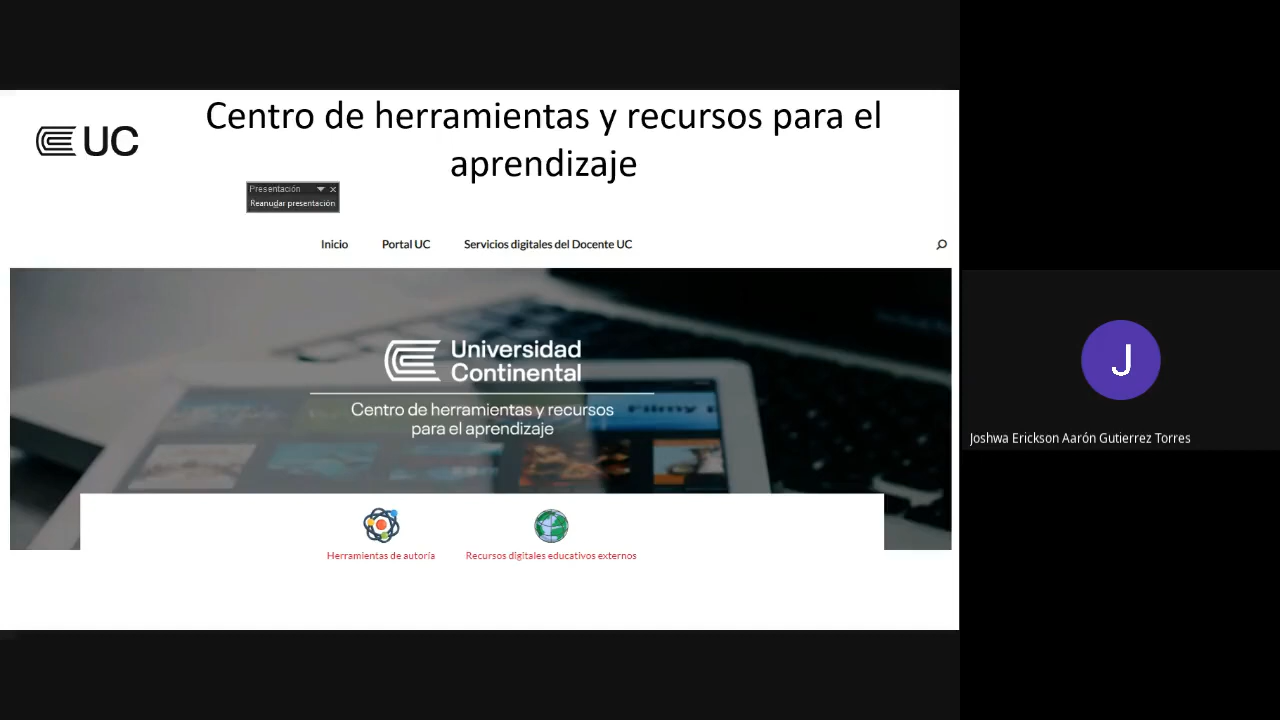 UC
Centro de herramientas y recursos para el
aprendizaje
Presentación
Reanudar presentación
Inicio
Portal UC
Servicios digitales del Docente UC
Universidad
Continental
Centro de herramientas y recursos
para el aprendizaje
Herramientas de autoría
Recursos digitales educativos externos
J
Joshwa Erickson Aarón Gutierrez Torres